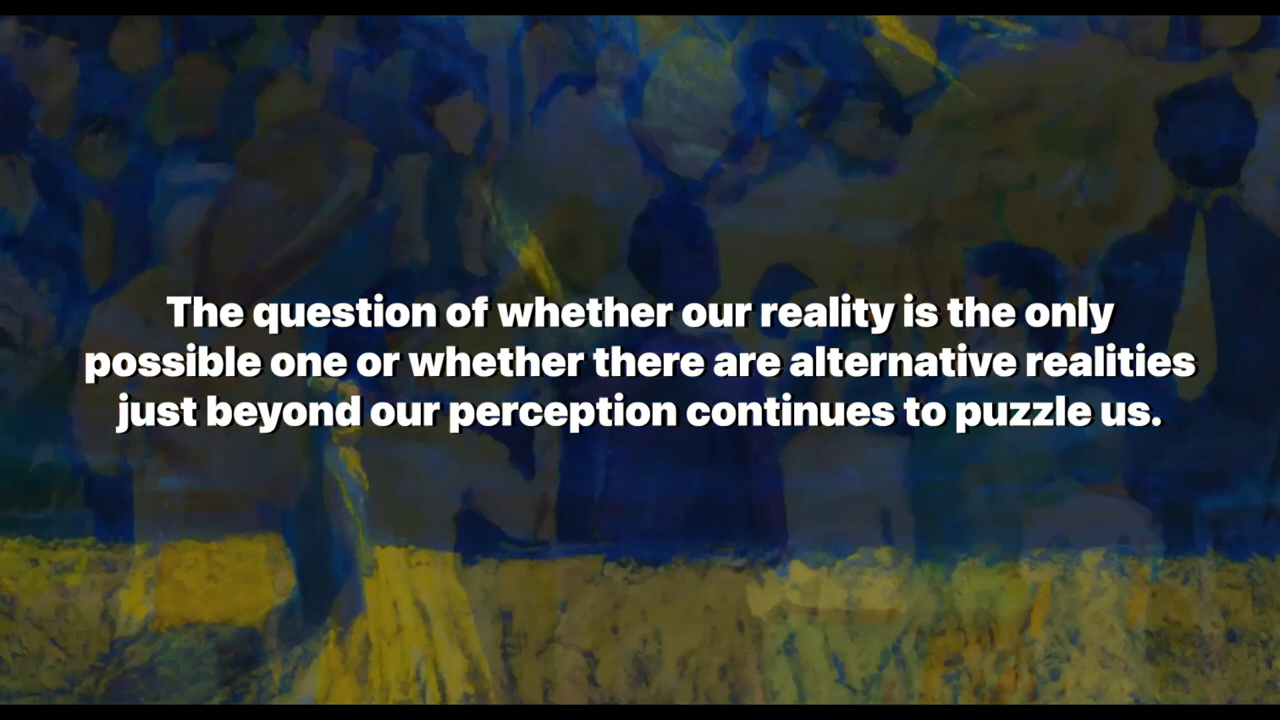 The question of whether our reality is the only
possible one or whether there are alternative realities
just beyond our perception continues to puzzle us.